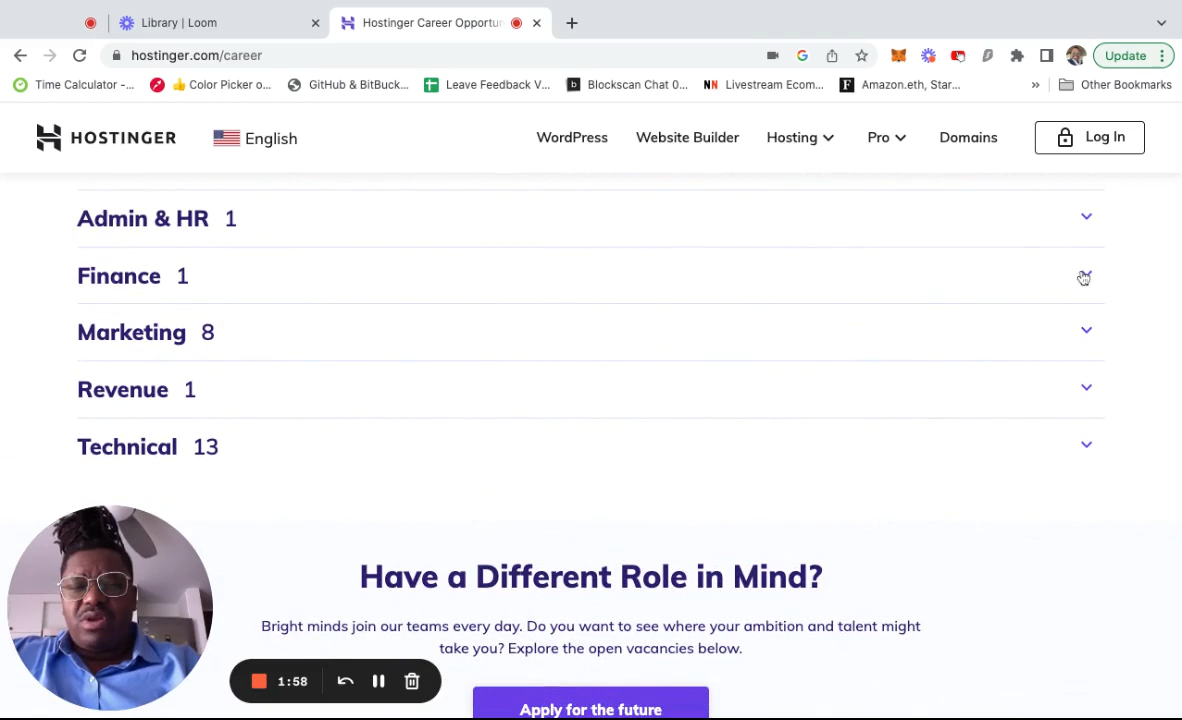 Library | Loom
Hostinger Career Opportun
hostinger.com/career
Update
Time Calculator -...
👍 Color Picker o...
GitHub & BitBuck...
Leave Feedback V...
Blockscan Chat 0...
Livestream Ecom...
Amazon.eth, Star...
»
Other Bookmarks
HOSTINGER
English
WordPress
Website Builder
Hosting
Pro
Domains
Log In
Admin & HR 1
Finance 1
Marketing 8
Revenue 1
Technical 13
Have a Different Role in Mind?
Bright minds join our teams every day. Do you want to see where your ambition and talent might
take you? Explore the open vacancies below.
1:58
Apply for the future